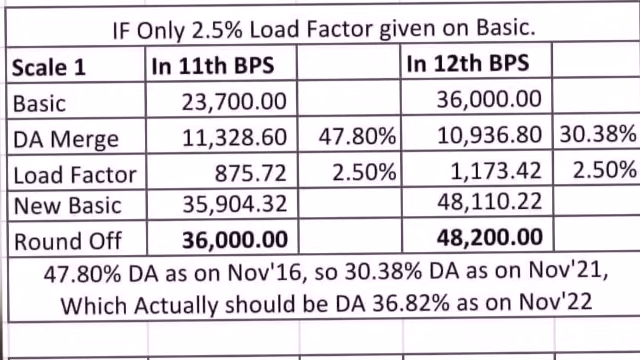 IF Only 2.5% Load Factor given on Basic.
Scale 1 In 11th BPS In 12th BPS
Basic 23,700.00 36,000.00
DA Merge 11,328.60 47.80% 10,936.80 30.38%
Load Factor 875.72 2.50% 1,173.42 2.50%
New Basic 35,904.32 48,110.22
Round Off 36,000.00 48,200.00
47.80% DA as on Nov'16, so 30.38% DA as on Nov'21,
Which Actually should be DA 36.82% as on Nov'22